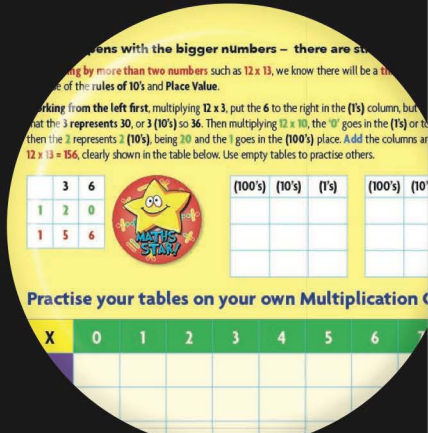 ens with the bigger numbers – there are
by more than two numbers such as 12 x 13, we know there will be a
of the rules of 10's and Place Value.
rking from the left first, multiplying 12 x 3, put the 6 to the right in the (1's) column, but
hat the 3 represents 30, or 3 (10's) so 36. Then multiplying 12 x 10, the '0' goes in the (1's) or
then the 2 represents 2 (10's), being 20 and the 1 goes in the (100's) place. Add the columns
12 x 13 = 156, clearly shown in the table below. Use empty tables to practise others.
3 6 (100's) (10's) (1's) (100's)
1 2 0
1 5 6
MATHS
STAR!
Practise your tables on your own Multiplication
X 0 1 2 3 4 5 6